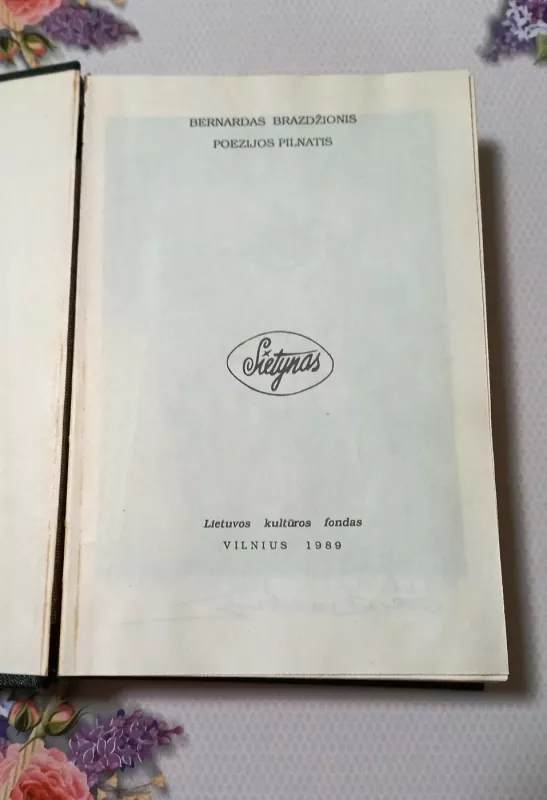 BERNARDAS BRAZDŽIONIS
POEZIJOS PILNATIS
Sietynas
Lietuvos kultūros fondas
VILNIUS 1989